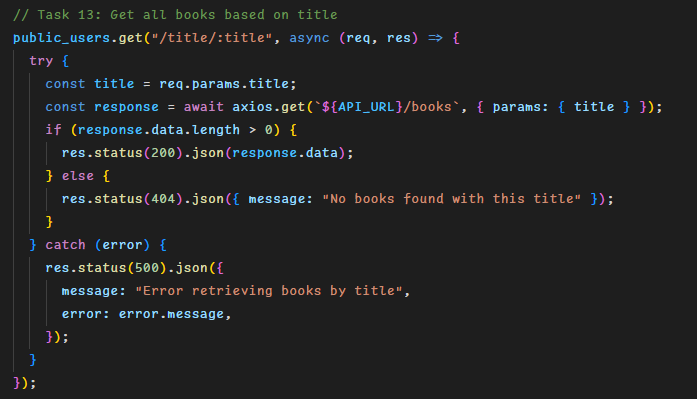 // Task 13: Get all books based on title
public_users.get("/title/:title", async (req, res) => {
  try {
    const title = req.params.title;
    const response = await axios.get(`${API_URL}/books`, { params: { title } });
    if (response.data.length > 0) {
      res.status(200).json(response.data);
    } else {
      res.status(404).json({ message: "No books found with this title" });
    }
  } catch (error) {
    res.status(500).json({
      message: "Error retrieving books by title",
      error: error.message,
    });
  }
});